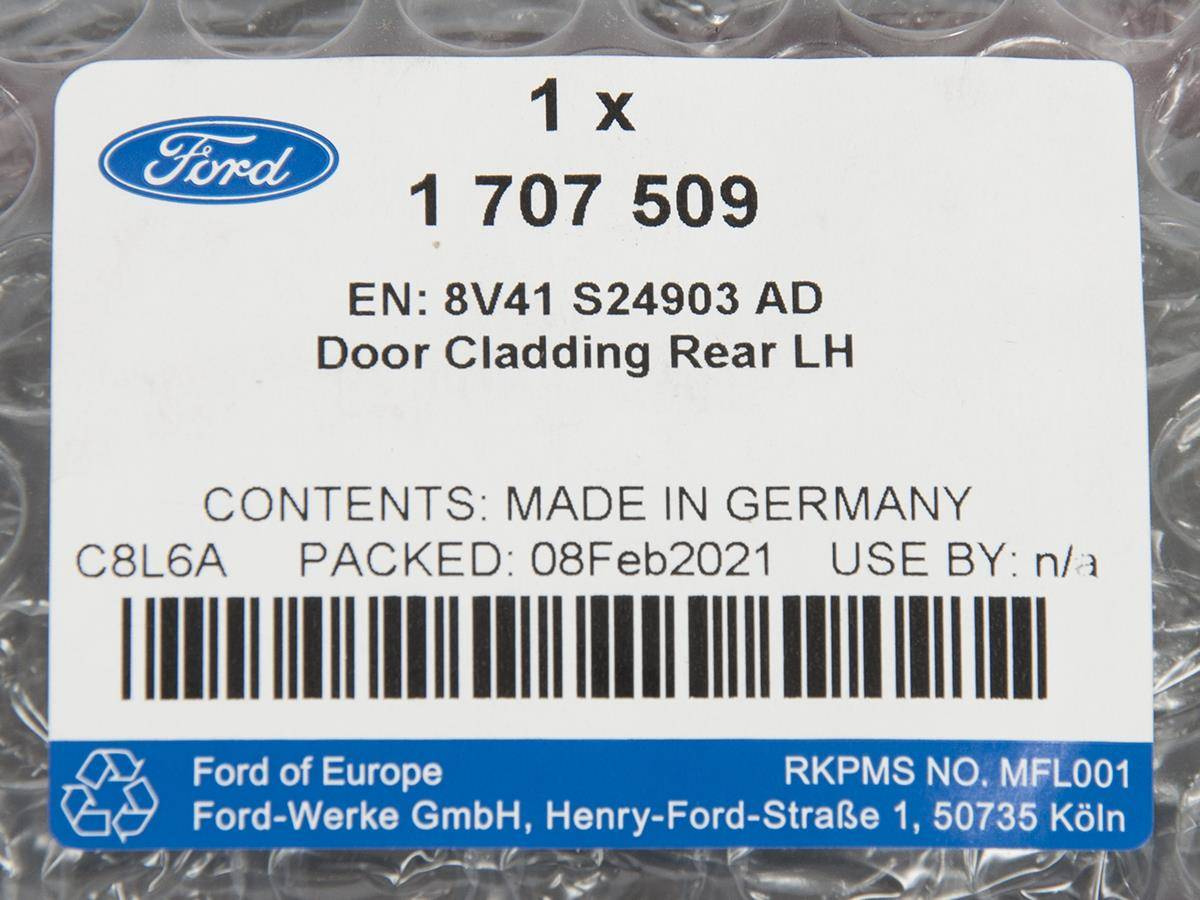 1 x
Ford
1 707 509
EN: 8V41 S24903 AD
Door Cladding Rear LH
CONTENTS: MADE IN GERMANY
C8L6A PACKED: 08Feb2021 USE BY: n/a
Ford of Europe RKPMS NO. MFL001
Ford-Werke GmbH, Henry-Ford-Straße 1, 50735 Köln